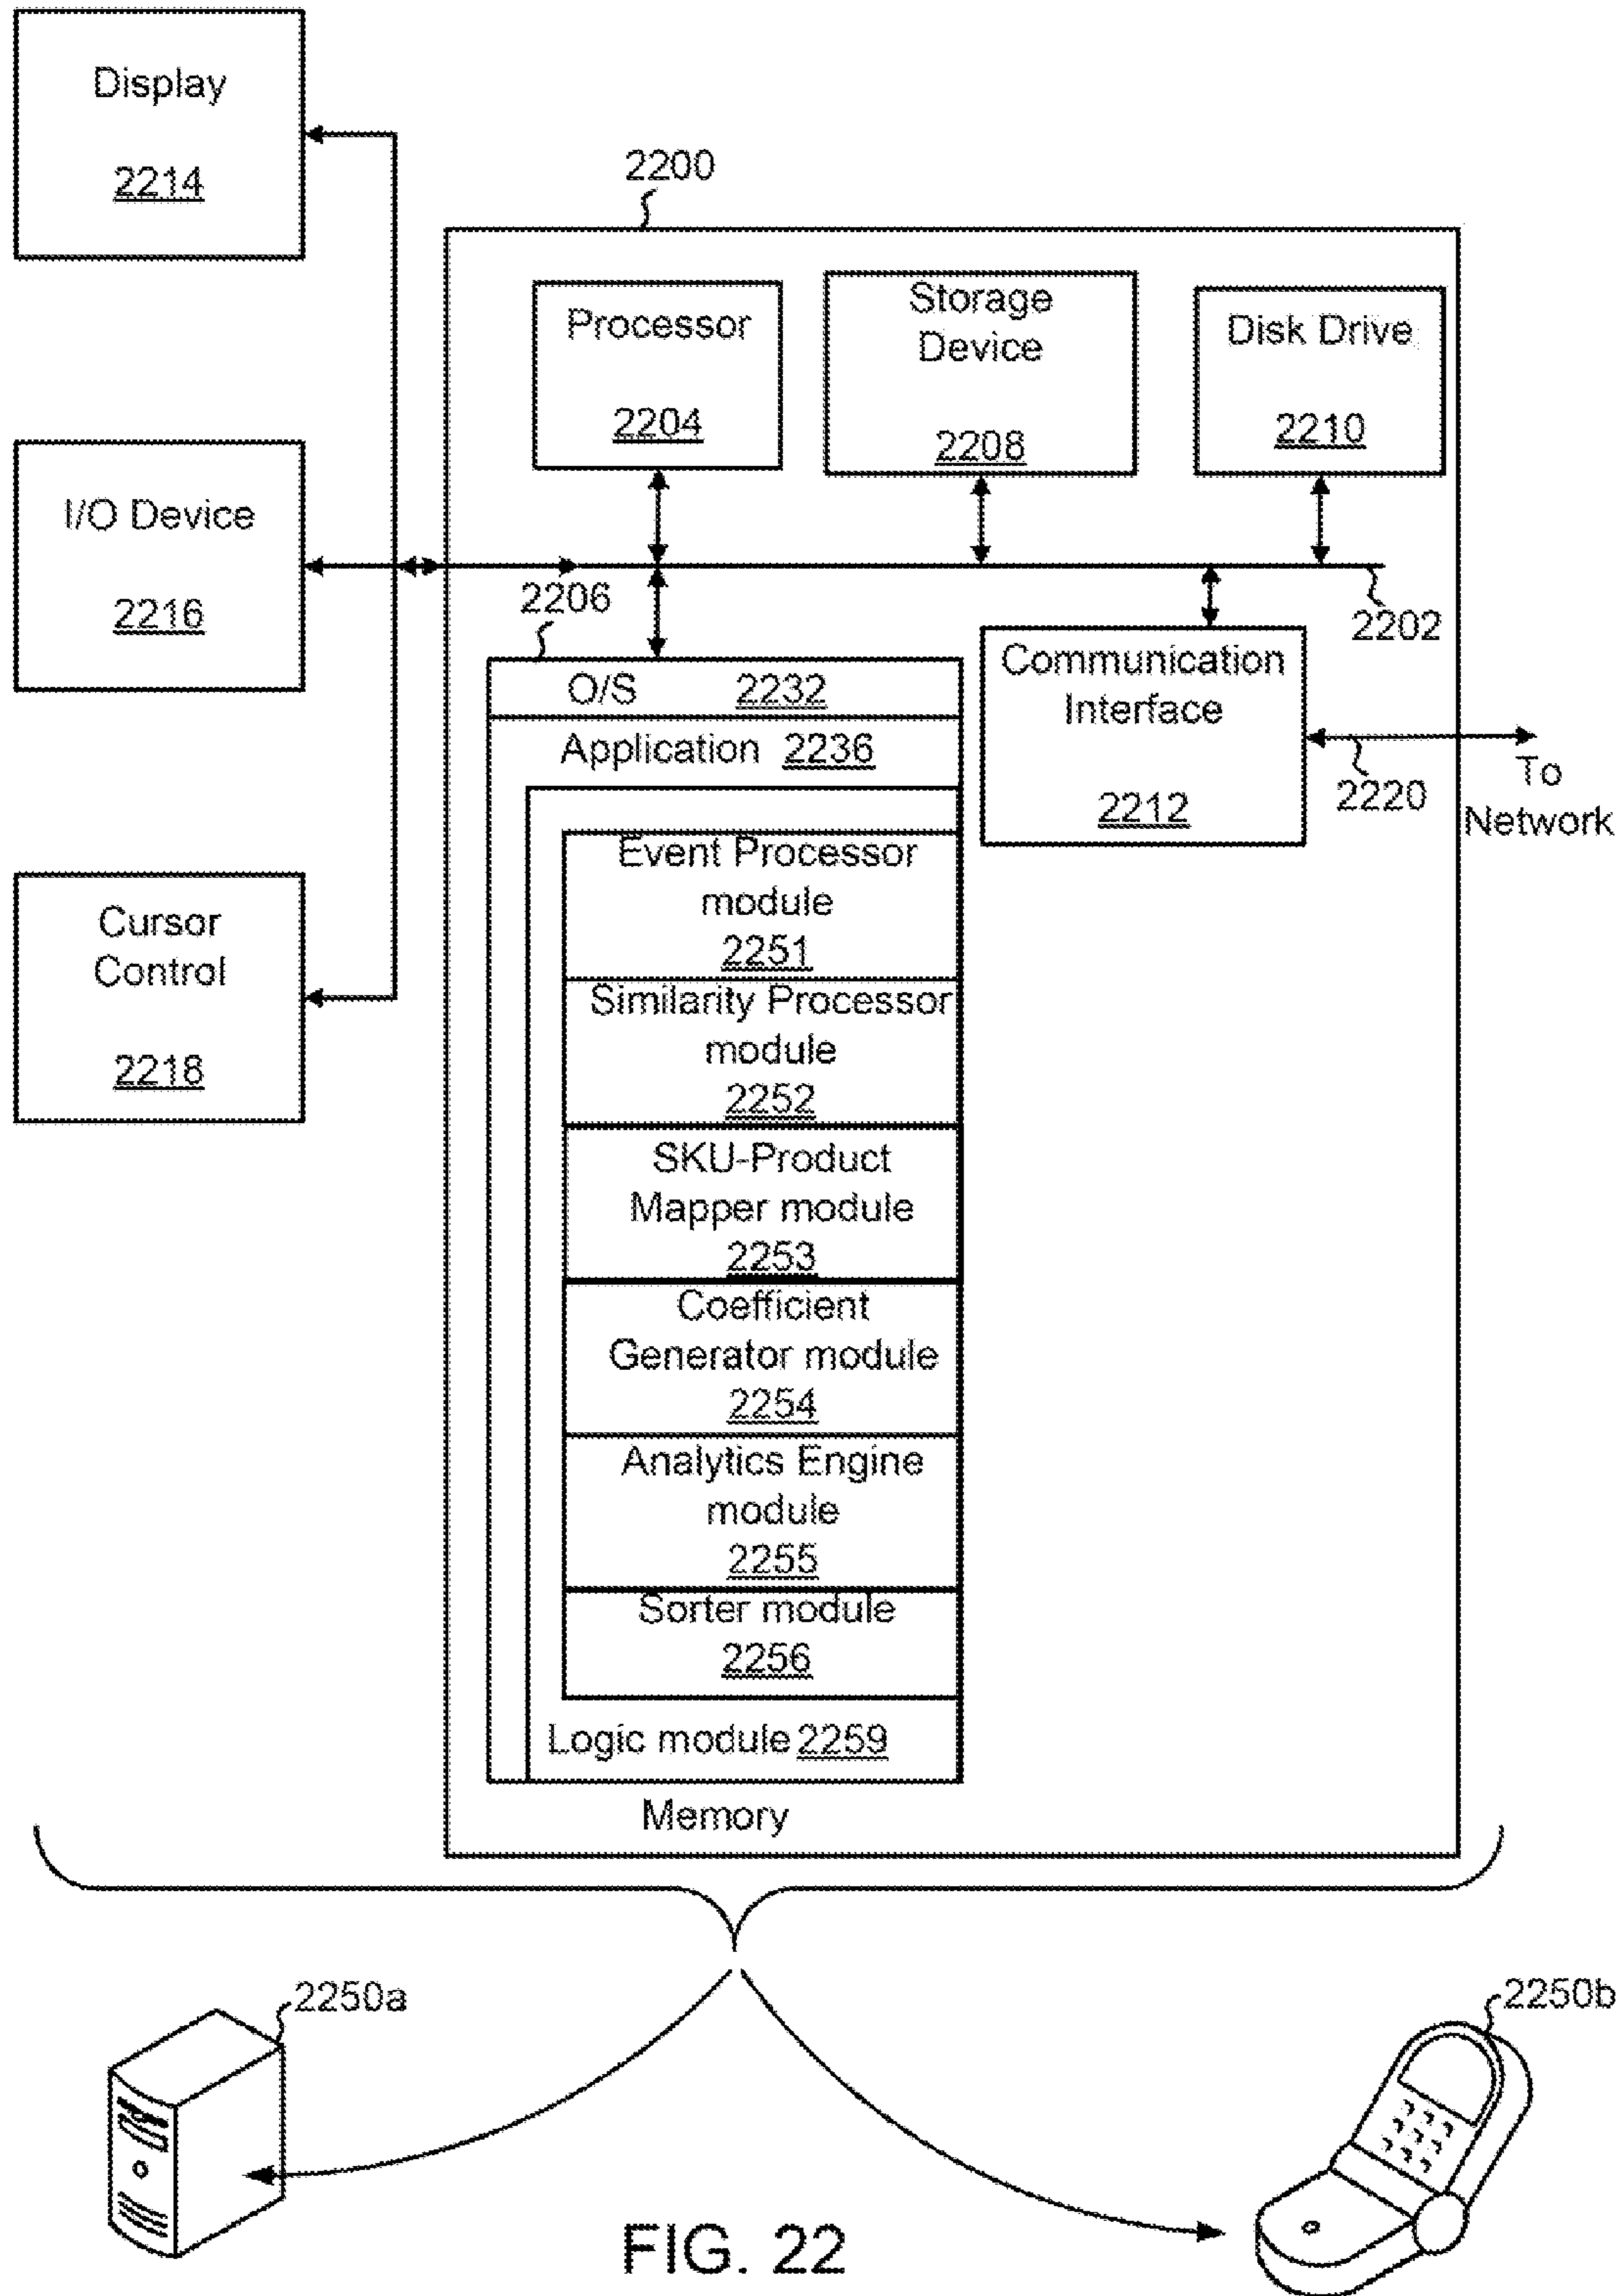 Display
2214
2200
Processor
2204
Storage
Device
2208
Disk Drive
2210
I/O Device
2216
2206
2202
O/S 2232
Application 2236
Communication
Interface
2212
2220
To
Network
Event Processor
module
2251
Similarity Processor
module
2252
SKU-Product
Mapper module
2253
Coefficient
Generator module
2254
Analytics Engine
module
2255
Sorter module
2256
Logic module 2259
Memory
Cursor
Control
2218
2250a
2250b
FIG. 22